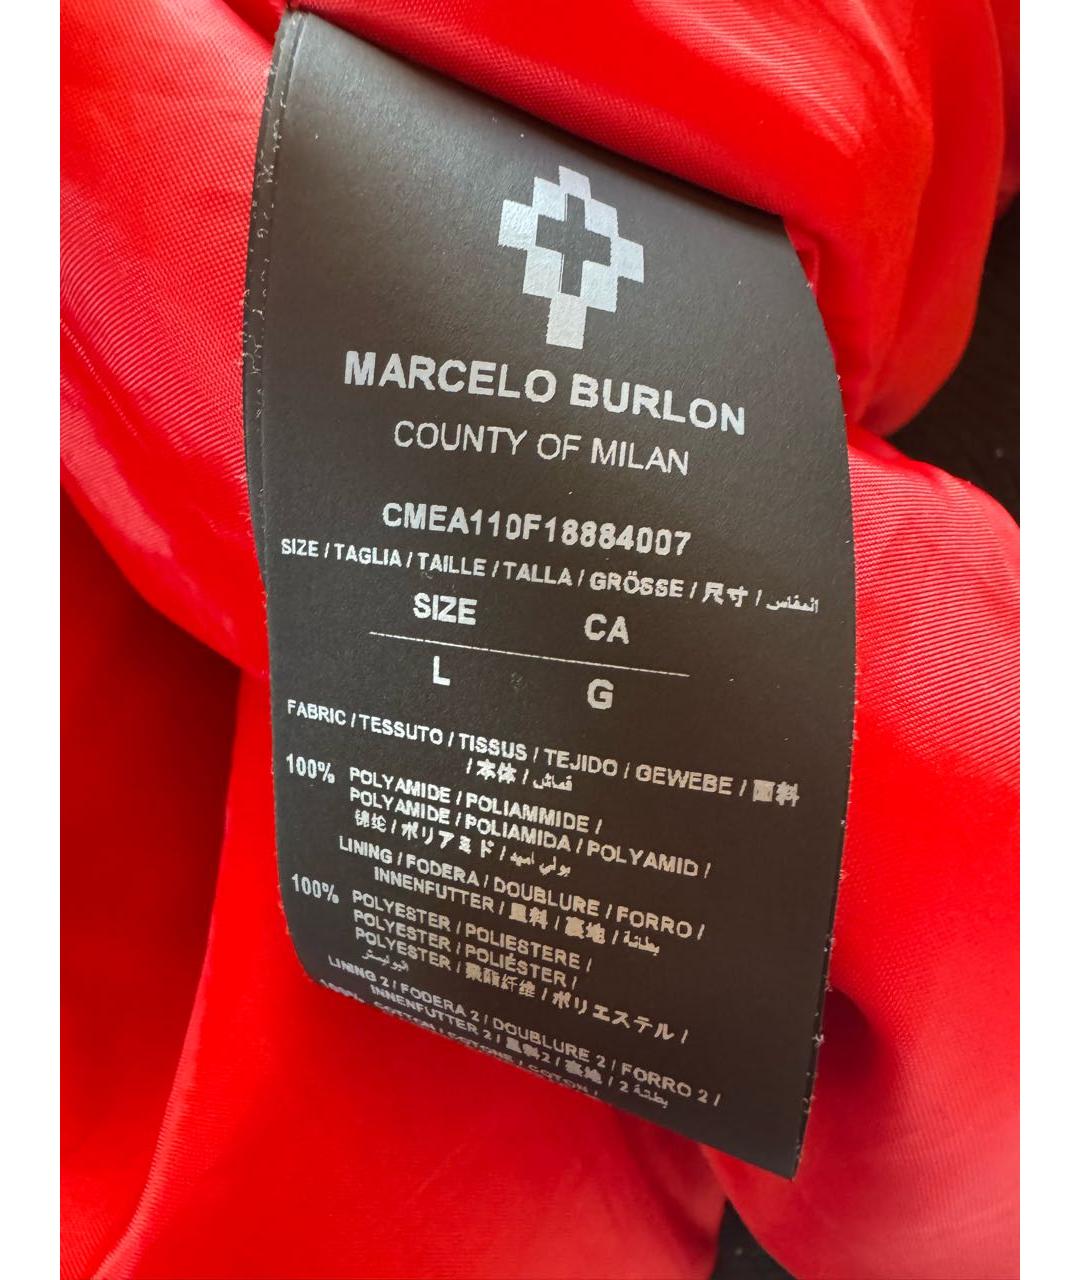 MARCELO BURLON
COUNTY OF MILAN
CMEA110F18884007
SIZE / TAGLIA / TAILLE / TALLA / GRÖSSE / 尺寸 / المقاس
SIZE CA
L G
FABRIC / TESSUTO / TISSUS / TEJIDO / GEWEBE / 面料
/ 本体 / قماش
100% POLYAMIDE / POLIAMMIDE /
POLYAMIDE / POLIAMIDA / POLYAMID /
锦纶 / ポリアミド / بولي اميد
LINING / FODERA / DOUBLURE / FORRO /
INNENFUTTER / 里料 / 裏地 / بطانة
100% POLYESTER / POLIESTERE /
POLYESTER / POLIÉSTER /
POLYESTER / 聚酯纤维 / ポリエステル /
LINING 2 / FODERA 2 / DOUBLURE 2 / FORRO 2 /
INNENFUTTER 2 / 里料2 / 裏地 / 2 بطانة
100% COTTON / COTONE / COTON /